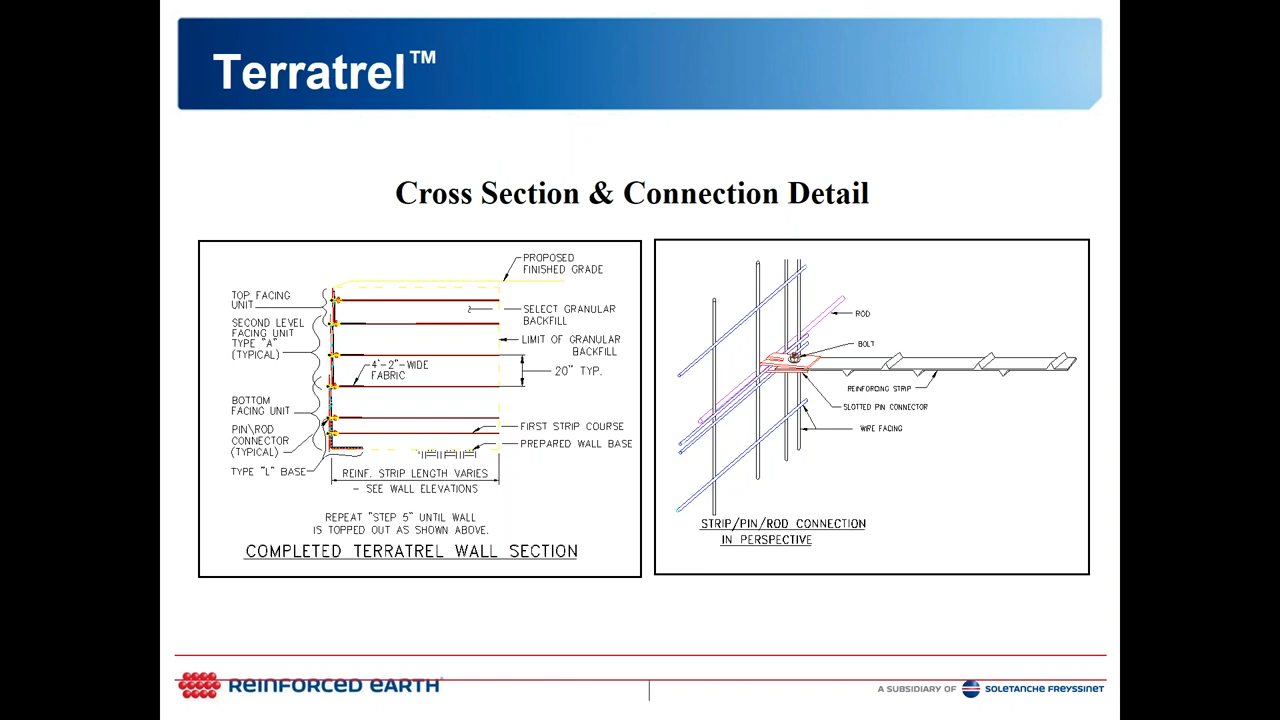 Terratrel™
Cross Section & Connection Detail
PROPOSED
FINISHED GRADE
TOP FACING
UNIT
SECOND LEVEL
FACING UNIT
TYPE "A"
(TYPICAL)
SELECT GRANULAR
BACKFILL
LIMIT OF GRANULAR
BACKFILL
4'-2"-WIDE
FABRIC
20" TYP.
BOTTOM
FACING UNIT
PIN\ROD
CONNECTOR
(TYPICAL)
TYPE "L" BASE
FIRST STRIP COURSE
PREPARED WALL BASE
REINF. STRIP LENGTH VARIES
- SEE WALL ELEVATIONS
REPEAT "STEP 5" UNTIL WALL
IS TOPPED OUT AS SHOWN ABOVE.
COMPLETED TERRATREL WALL SECTION
ROD
BOLT
REINFORCING STRIP
SLOTTED PIN CONNECTOR
WIRE FACING
STRIP/PIN/ROD CONNECTION
IN PERSPECTIVE
REINFORCED EARTH
A SUBSIDIARY OF SOLETANCHE FREYSSINET